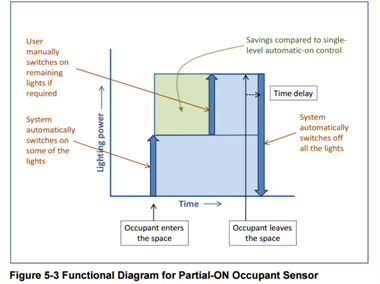 User
manually
switches on
remaining
lights if
required
Savings compared to single-
level automatic-on control
Time delay
System
automatically
switches on
some of the
lights
System
automatically
switches off
all the lights
Lighting power
Time
Occupant enters
the space
Occupant leaves
the space
Figure 5-3 Functional Diagram for Partial-ON Occupant Sensor